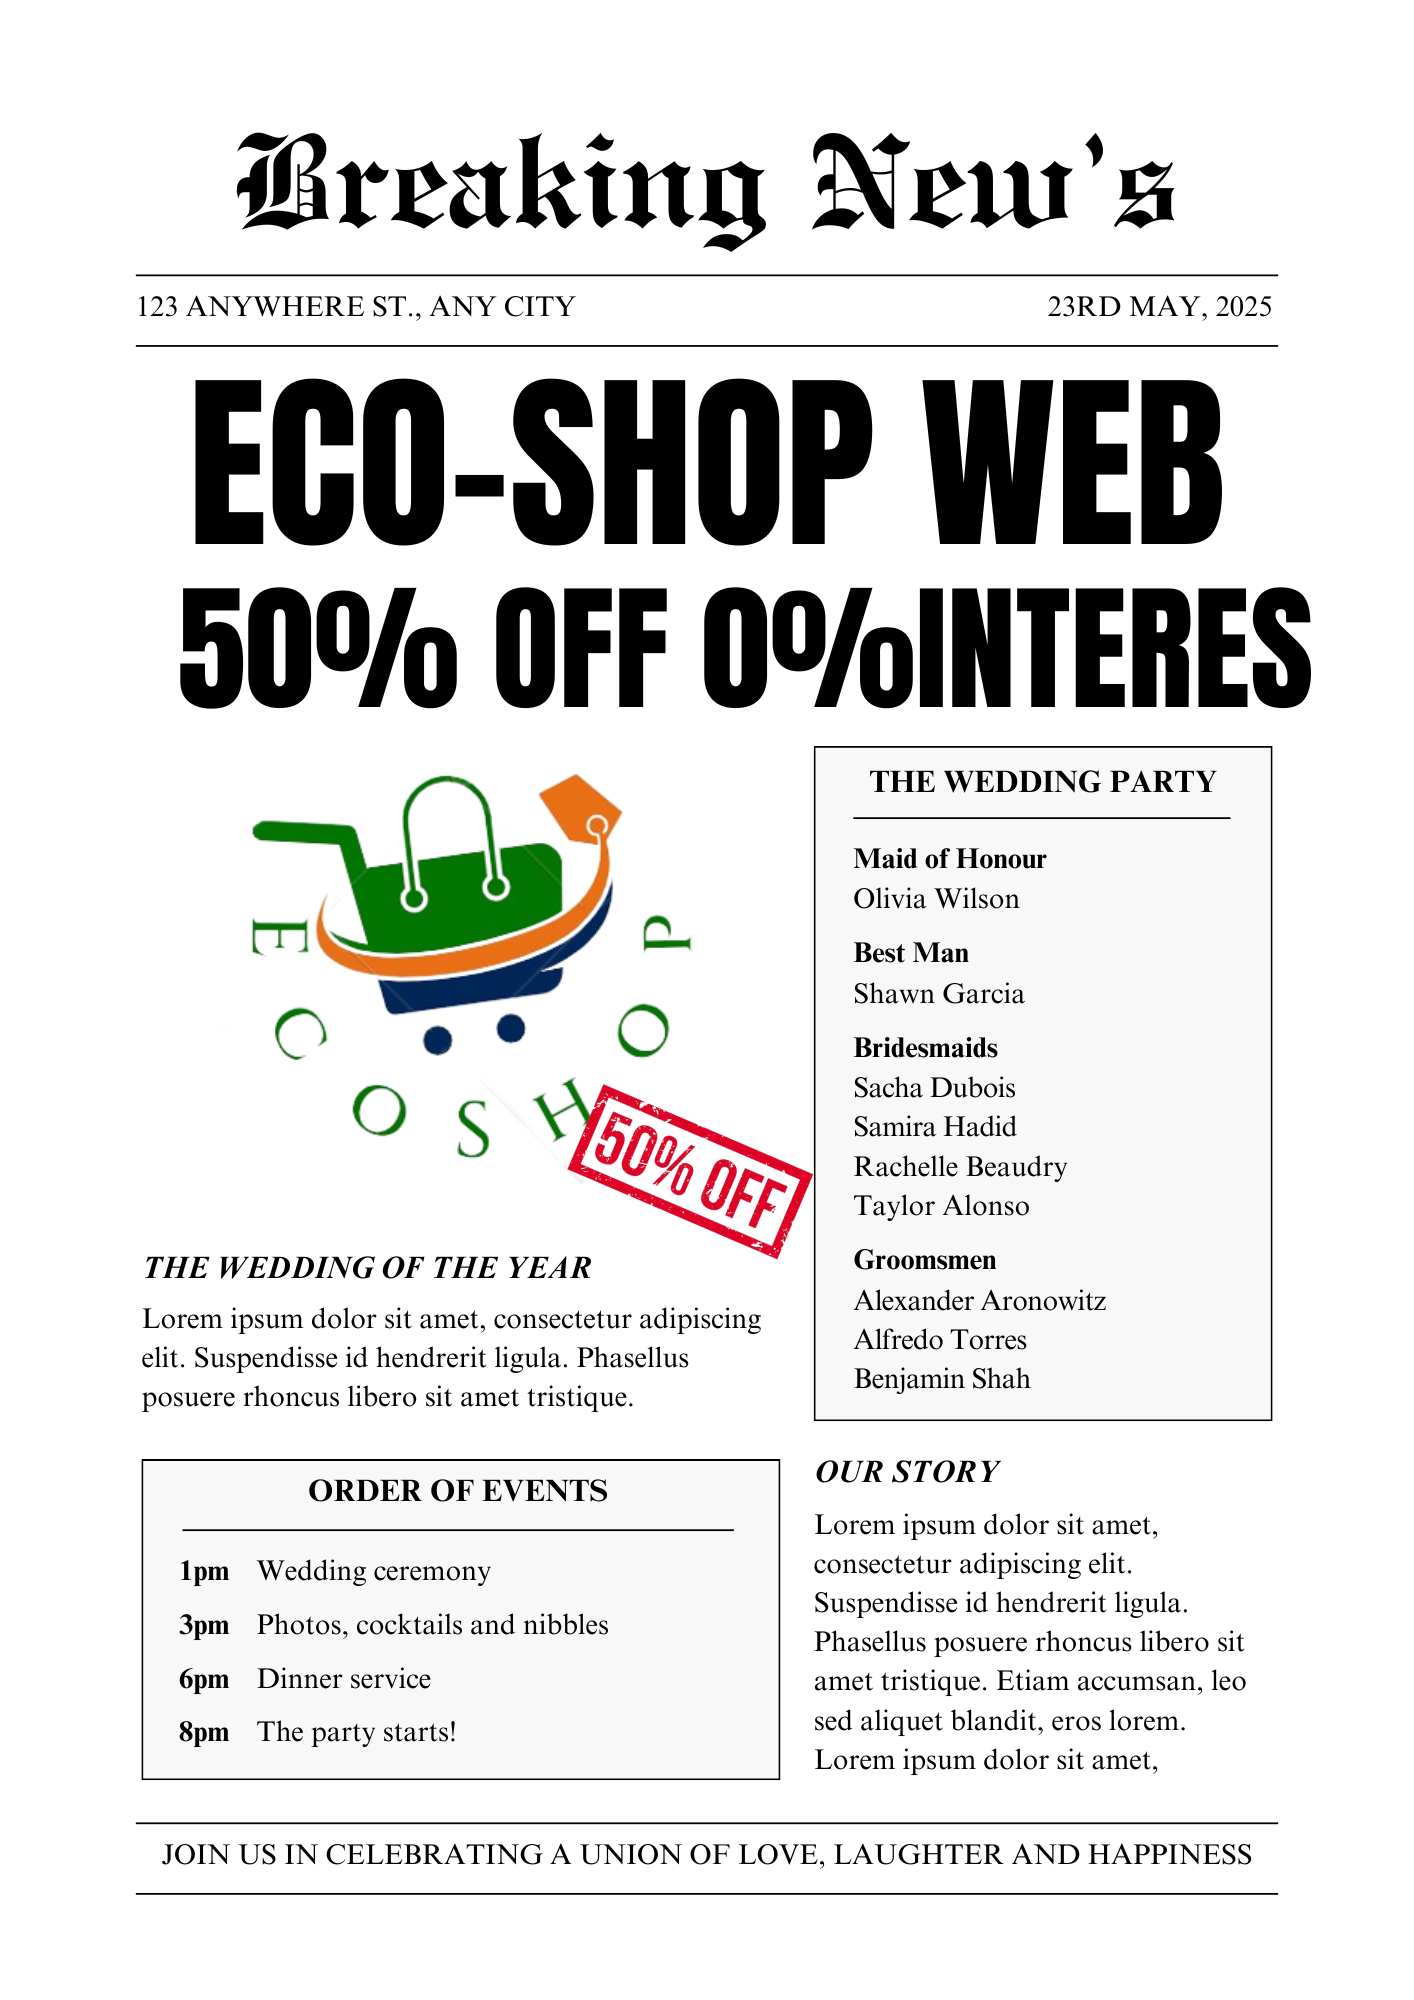 Breaking New's
123 ANYWHERE ST., ANY CITY
23RD MAY, 2025
ECO-SHOP WEB
50% OFF 0%INTERES
ECO SHOP
50% OFF
THE WEDDING OF THE YEAR
Lorem ipsum dolor sit amet, consectetur adipiscing
elit. Suspendisse id hendrerit ligula. Phasellus
posuere rhoncus libero sit amet tristique.
THE WEDDING PARTY
Maid of Honour
Olivia Wilson
Best Man
Shawn Garcia
Bridesmaids
Sacha Dubois
Samira Hadid
Rachelle Beaudry
Taylor Alonso
Groomsmen
Alexander Aronowitz
Alfredo Torres
Benjamin Shah
ORDER OF EVENTS
1pm Wedding ceremony
3pm Photos, cocktails and nibbles
6pm Dinner service
8pm The party starts!
OUR STORY
Lorem ipsum dolor sit amet,
consectetur adipiscing elit.
Suspendisse id hendrerit ligula.
Phasellus posuere rhoncus libero sit
amet tristique. Etiam accumsan, leo
sed aliquet blandit, eros lorem.
Lorem ipsum dolor sit amet,
JOIN US IN CELEBRATING A UNION OF LOVE, LAUGHTER AND HAPPINESS